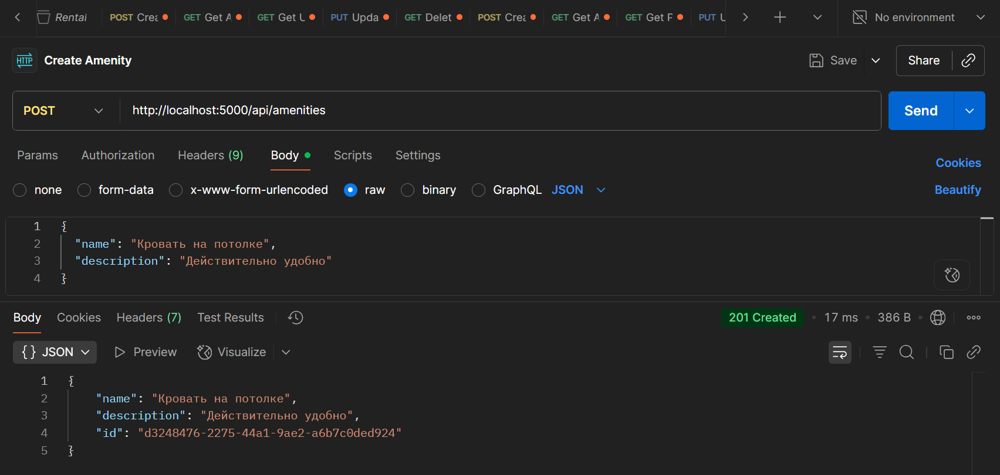 Rental POST Crea GET Get A GET Get U PUT Upda GET Delet POST Crea GET Get A GET Get F PUT U No environment
HTTP Create Amenity Save Share
POST http://localhost:5000/api/amenities Send
Params Authorization Headers (9) Body Scripts Settings Cookies
none form-data x-www-form-urlencoded raw binary GraphQL JSON Beautify
1 {
2 "name": "Кровать на потолке",
3 "description": "Действительно удобно"
4 }
Body Cookies Headers (7) Test Results 201 Created • 17 ms • 386 B
{} JSON Preview Visualize
1 {
2 "name": "Кровать на потолке",
3 "description": "Действительно удобно",
4 "id": "d3248476-2275-44a1-9ae2-a6b7c0ded924"
5 }